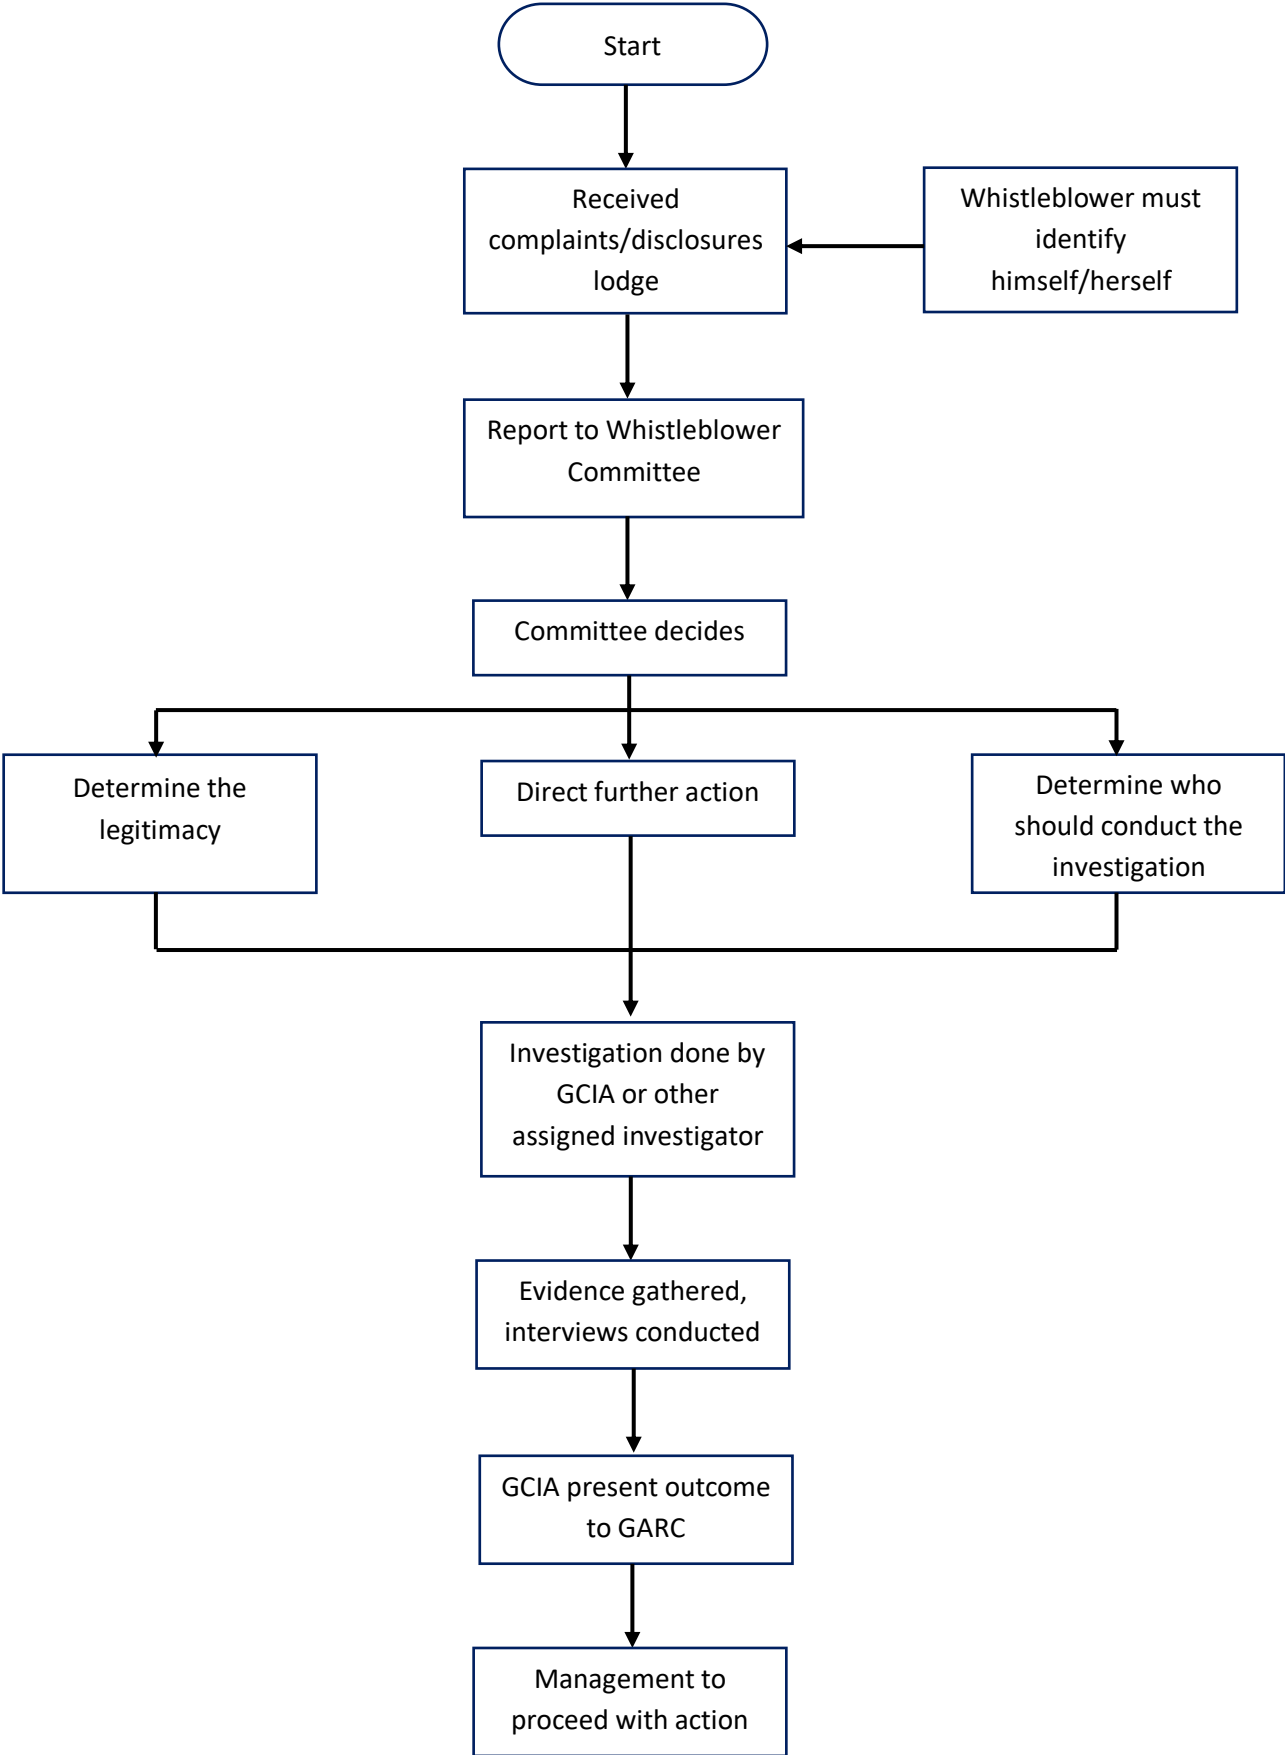 Start
Received
complaints/disclosures
lodge
Whistleblower must
identify
himself/herself
Report to Whistleblower
Committee
Committee decides
Determine the
legitimacy
Direct further action
Determine who
should conduct the
investigation
Investigation done by
GCIA or other
assigned investigator
Evidence gathered,
interviews conducted
GCIA present outcome
to GARC
Management to
proceed with action